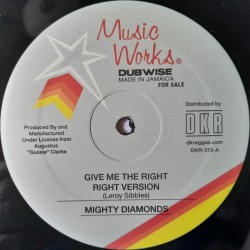 Music
Works®
DUBWISE
MADE IN JAMAICA
FOR SALE
Produced By and
Manufactured
Under License from
Augustus
"Gussie" Clarke
Distributed by
DKR
dkreggae.com
DKR-313-A
GIVE ME THE RIGHT
RIGHT VERSION
(Leroy Sibbles)
MIGHTY DIAMONDS